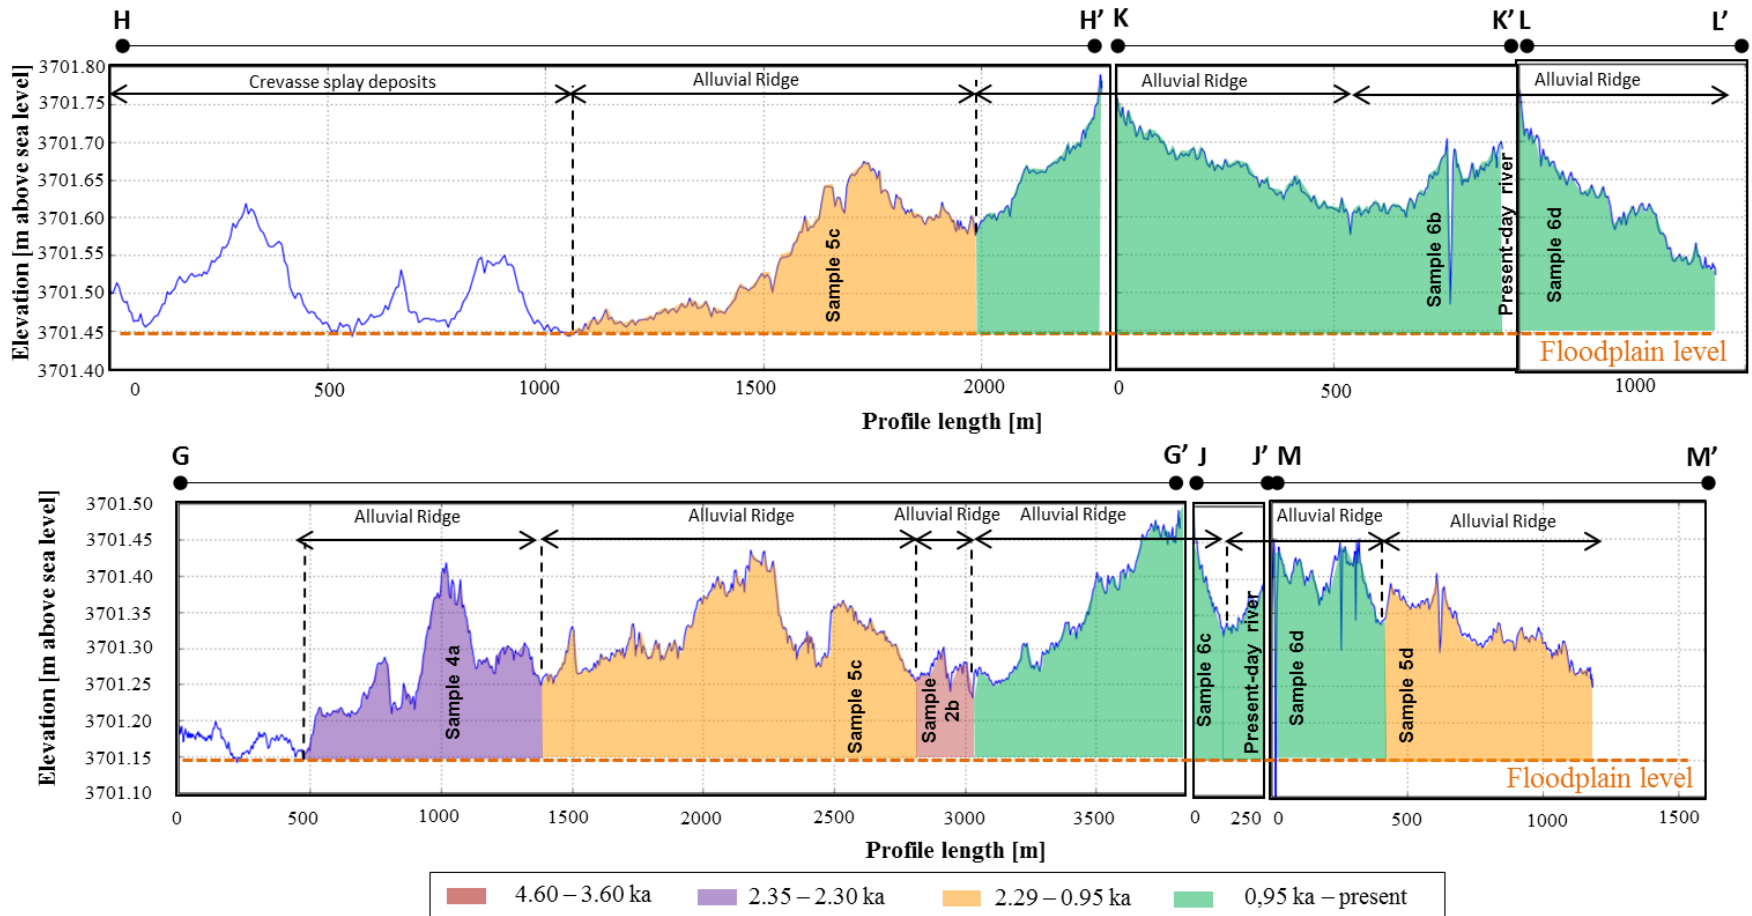 H H’ K K’ L L’
Crevasse splay deposits Alluvial Ridge Alluvial Ridge Alluvial Ridge
Elevation [m above sea level]
3701.80
3701.75
3701.70
3701.65
3701.60
3701.55
3701.50
3701.45
3701.40
Sample 5c
Sample 6b
Present-day river
Sample 6d
Floodplain level
0 500 1000 1500 2000 0 500 1000
Profile length [m]
G G’ J J’ M M’
Alluvial Ridge Alluvial Ridge Alluvial Ridge Alluvial Ridge Alluvial Ridge Alluvial Ridge
Elevation [m above sea level]
3701.50
3701.45
3701.40
3701.35
3701.30
3701.25
3701.20
3701.15
3701.10
Sample 4a
Sample 5c
Sample
2b
Sample 6c
Present-day river
Sample 6d
Sample 5d
Floodplain level
0 500 1000 1500 2000 2500 3000 3500 0 250 0 500 1000 1500
Profile length [m]
4.60 – 3.60 ka 2.35 – 2.30 ka 2.29 – 0.95 ka 0,95 ka – present